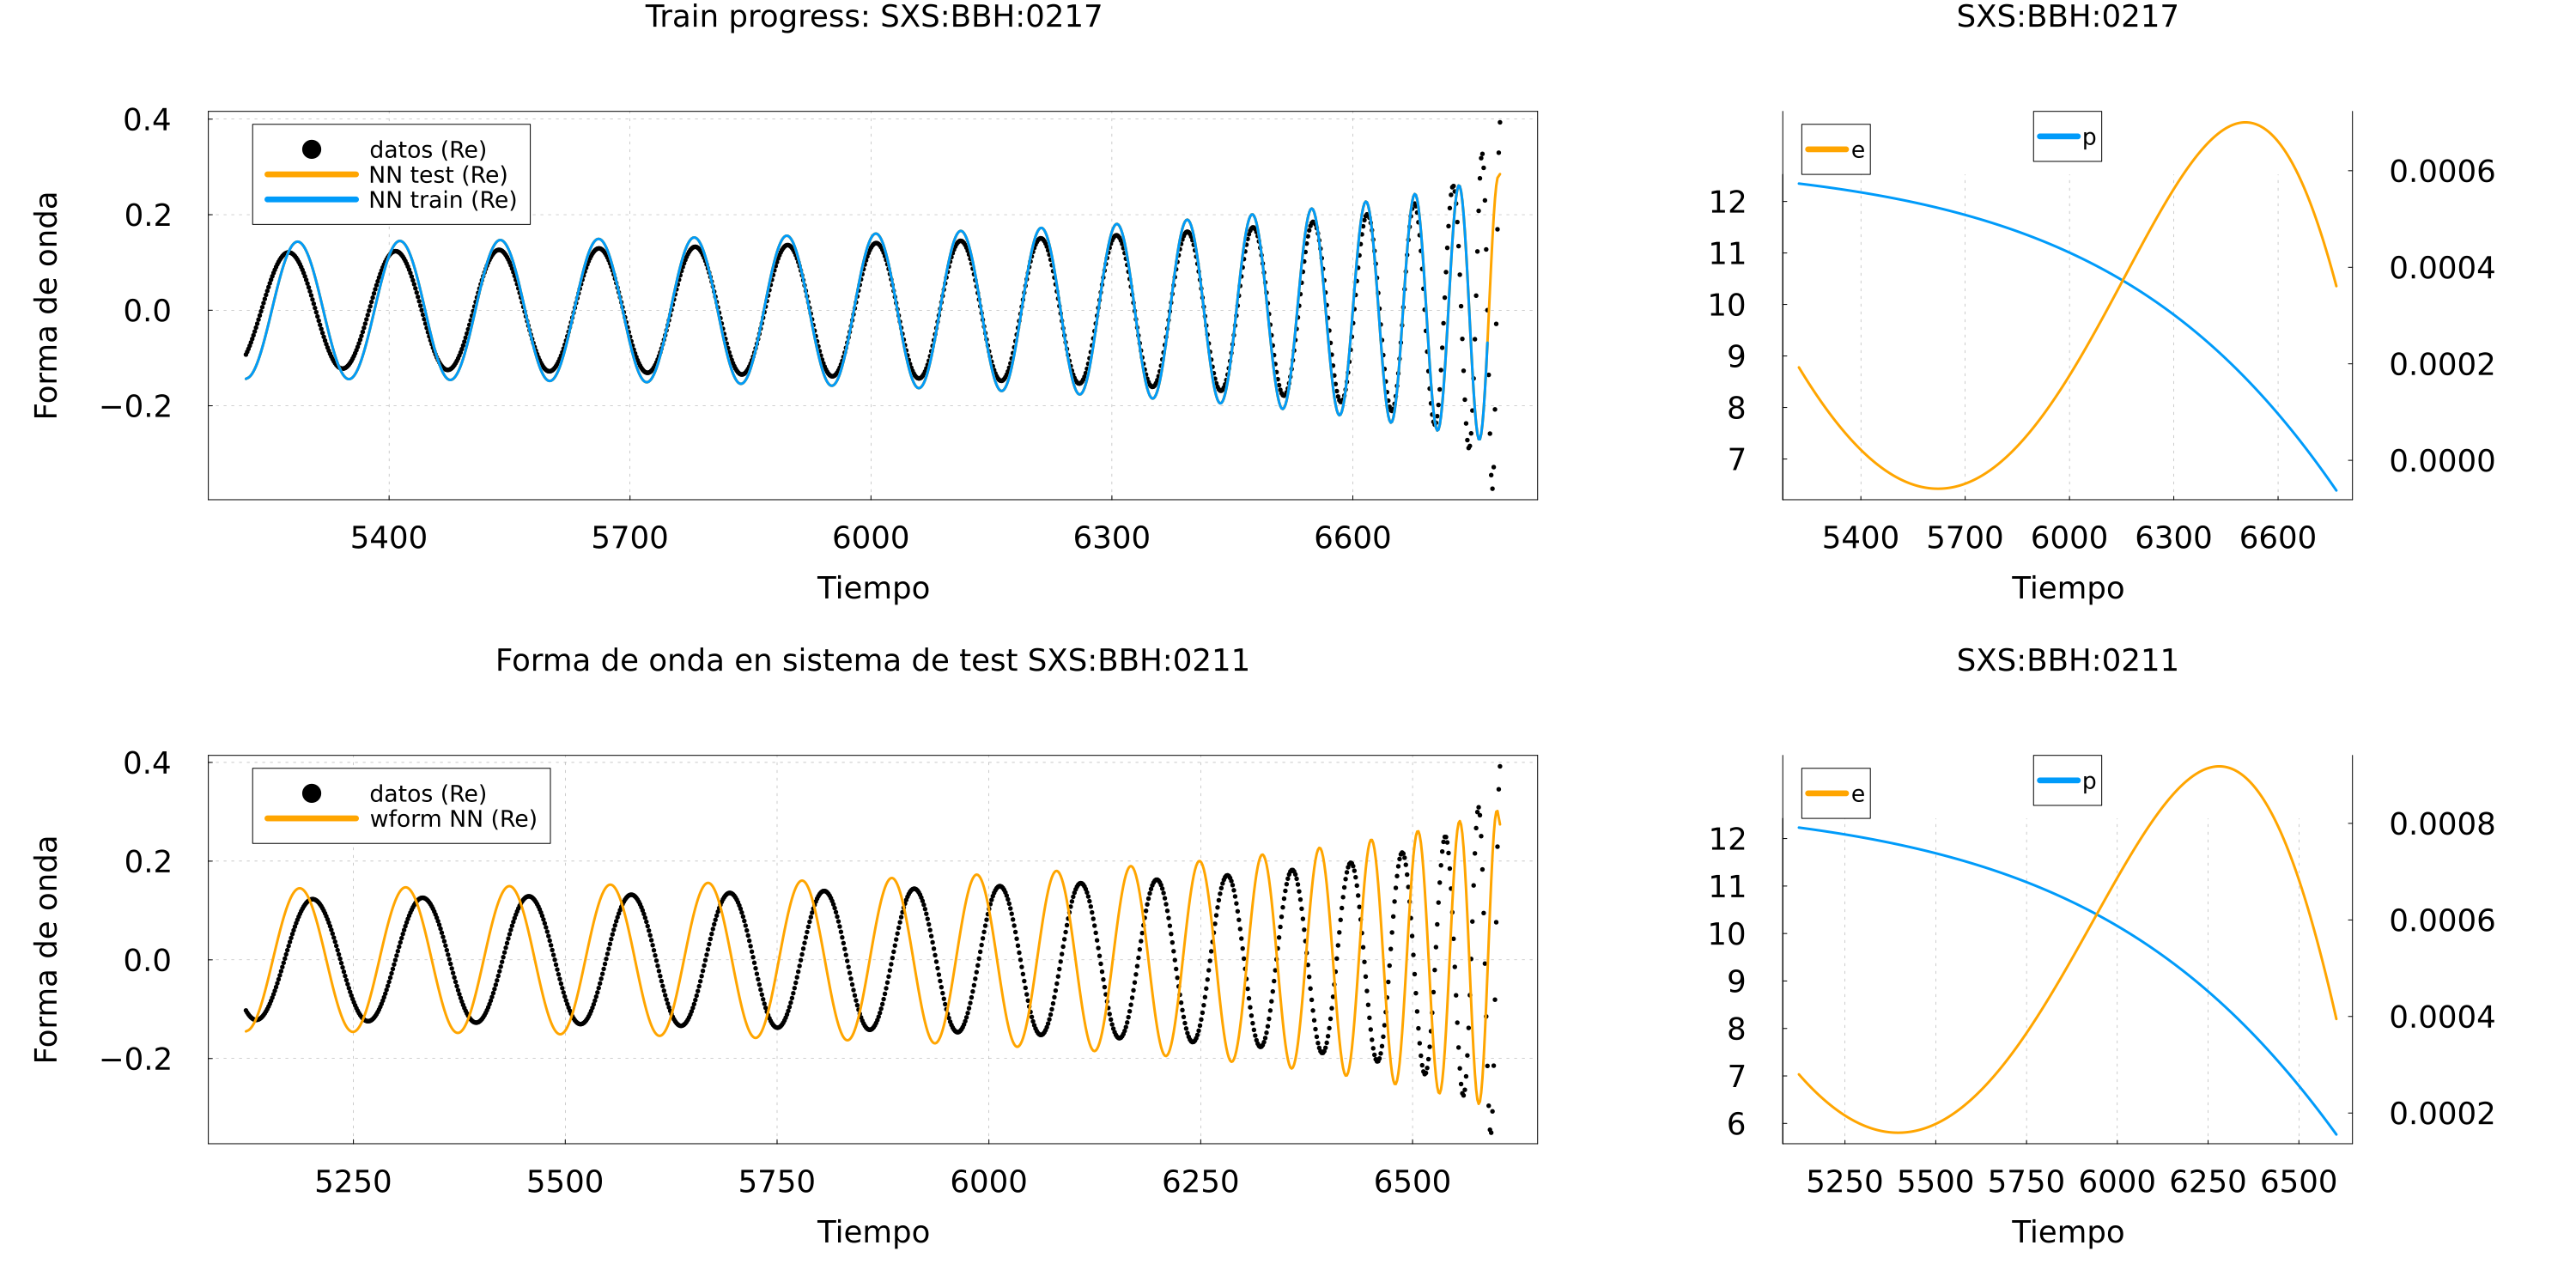 Train progress: SXS:BBH:0217
Forma de onda
0.4
0.2
0.0
−0.2
datos (Re)
NN test (Re)
NN train (Re)
5400 5700 6000 6300 6600
Tiempo
SXS:BBH:0217
e
p
12
11
10
9
8
7
0.0006
0.0004
0.0002
0.0000
5400 5700 6000 6300 6600
Tiempo
Forma de onda en sistema de test SXS:BBH:0211
Forma de onda
0.4
0.2
0.0
−0.2
datos (Re)
wform NN (Re)
5250 5500 5750 6000 6250 6500
Tiempo
SXS:BBH:0211
e
p
12
11
10
9
8
7
6
0.0008
0.0006
0.0004
0.0002
5250 5500 5750 6000 6250 6500
Tiempo